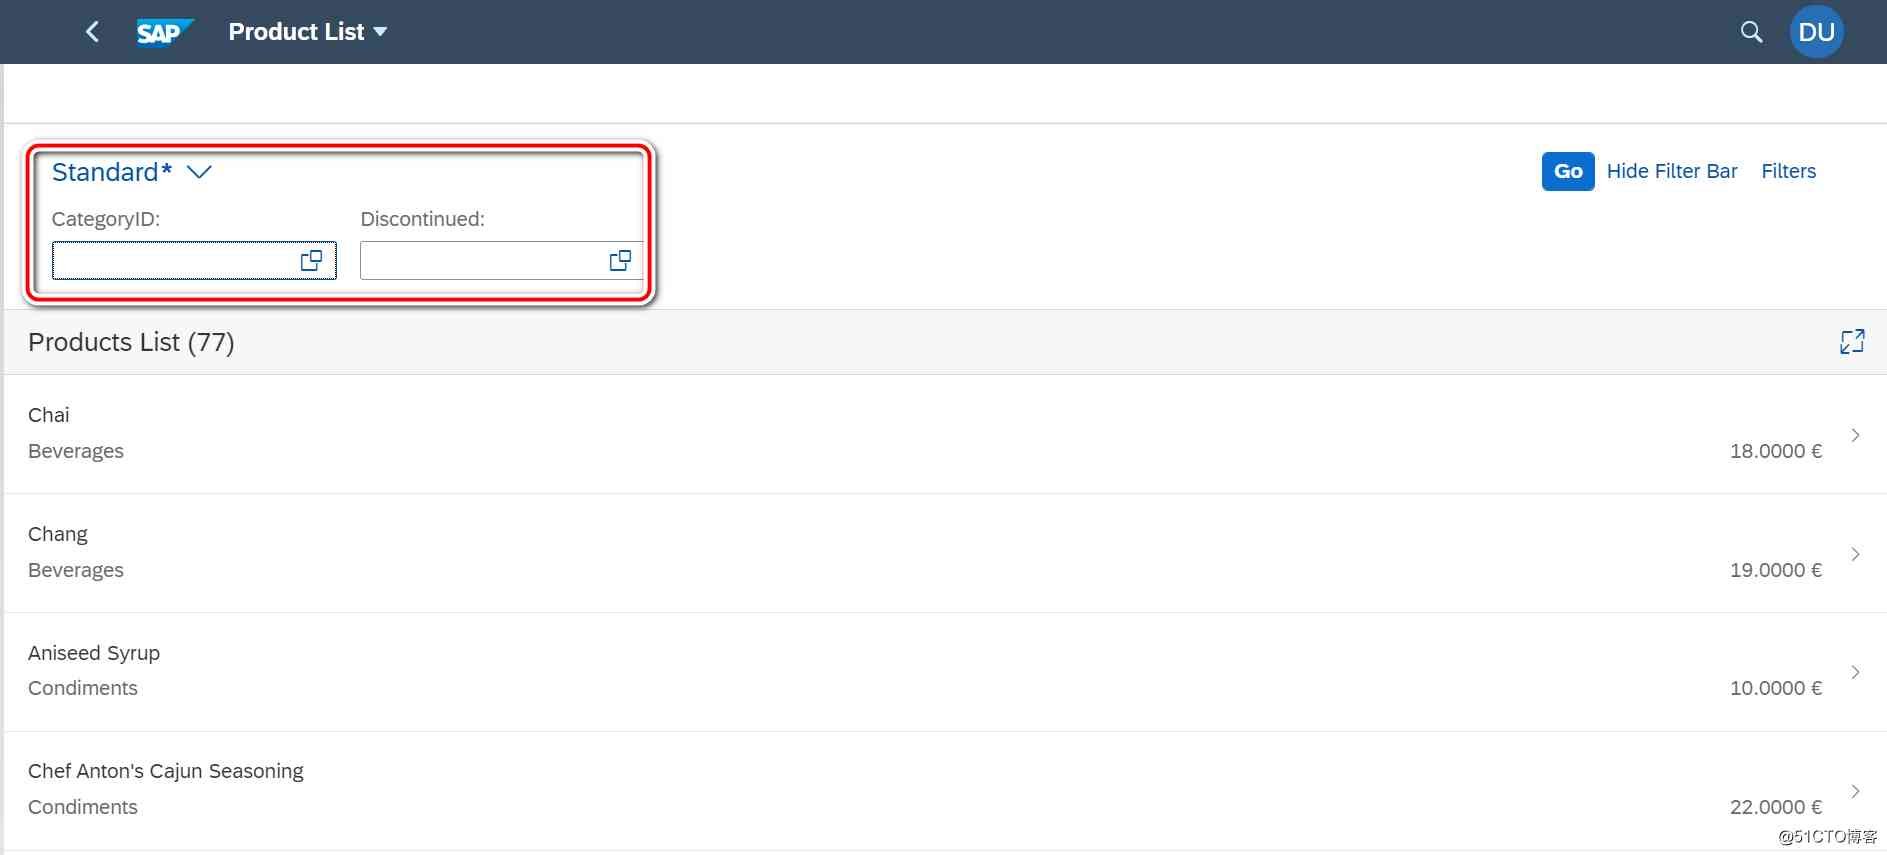 SAP Product List DU
Standard*
Go Hide Filter Bar Filters
CategoryID: Discontinued:
Products List (77)
Chai
Beverages 18.0000 €
Chang
Beverages 19.0000 €
Aniseed Syrup
Condiments 10.0000 €
Chef Anton's Cajun Seasoning
Condiments 22.0000 €
@51CTO博客